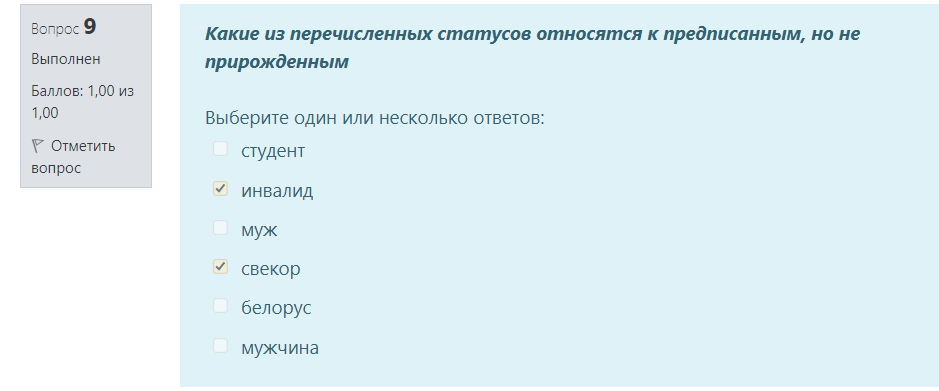 Вопрос 9
Выполнен
Баллов: 1,00 из
1,00
Отметить
вопрос
Какие из перечисленных статусов относятся к предписанным, но не
прирожденным
Выберите один или несколько ответов:
студент
инвалид
муж
свекор
белорус
мужчина